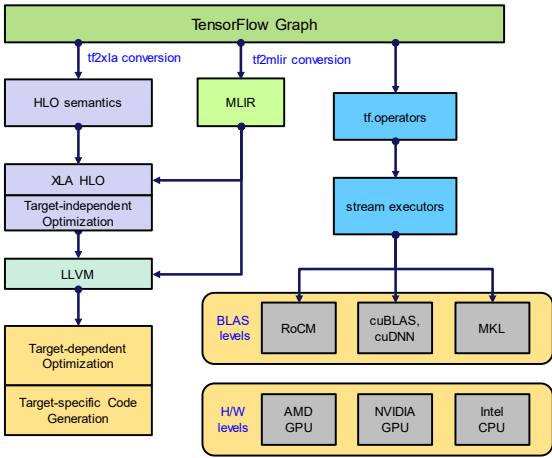 TensorFlow Graph
tf2xla conversion
tf2mlir conversion
HLO semantics
MLIR
tf.operators
XLA HLO
Target-independent
Optimization
stream executors
LLVM
BLAS
levels
RoCM
cuBLAS,
cuDNN
MKL
Target-dependent
Optimization
Target-specific Code
Generation
H/W
levels
AMD
GPU
NVIDIA
GPU
Intel
CPU